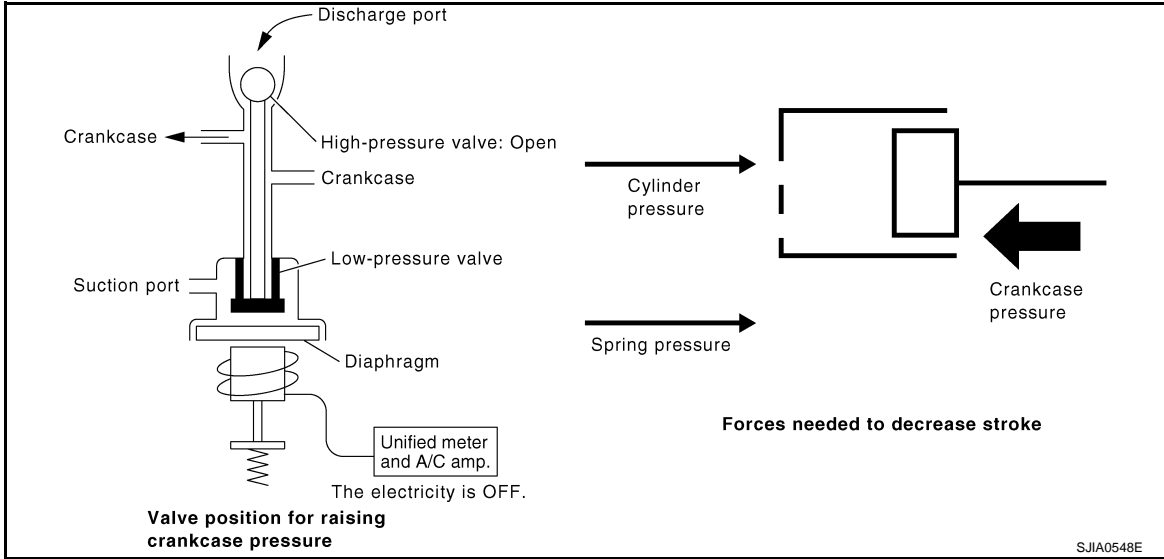 Discharge port
Crankcase
High-pressure valve: Open
Crankcase
Low-pressure valve
Suction port
Diaphragm
Unified meter
and A/C amp.
The electricity is OFF.
Valve position for raising
crankcase pressure
Cylinder
pressure
Crankcase
pressure
Spring pressure
Forces needed to decrease stroke
SJIA0548E